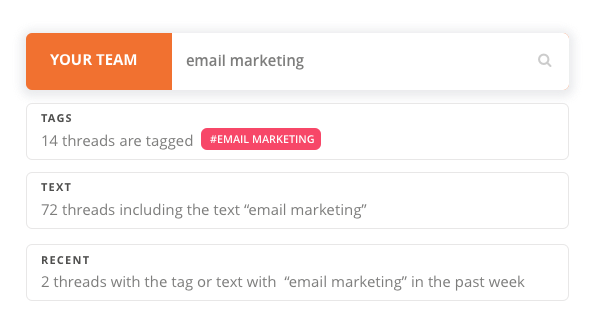 YOUR TEAM email marketing
TAGS
14 threads are tagged #EMAIL MARKETING
TEXT
72 threads including the text “email marketing”
RECENT
2 threads with the tag or text with “email marketing” in the past week